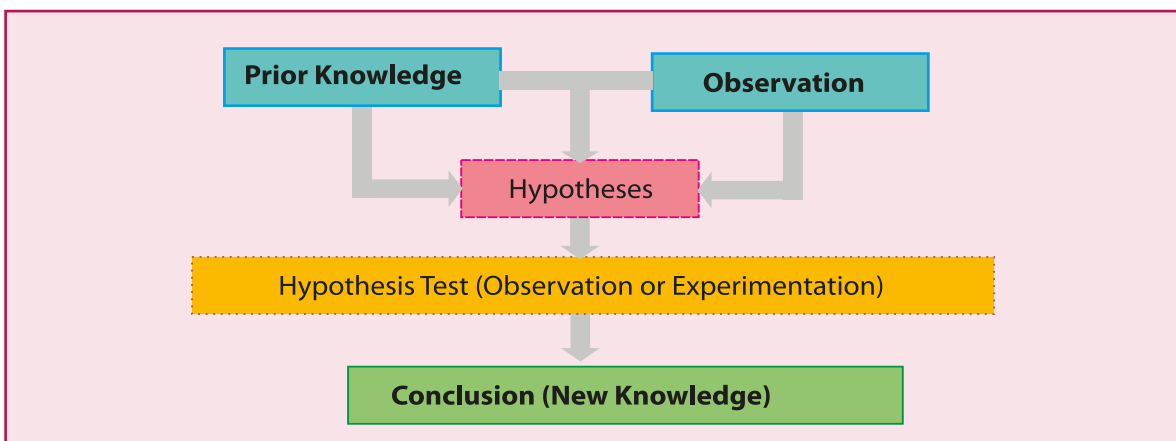 Prior Knowledge
Observation
Hypotheses
Hypothesis Test (Observation or Experimentation)
Conclusion (New Knowledge)